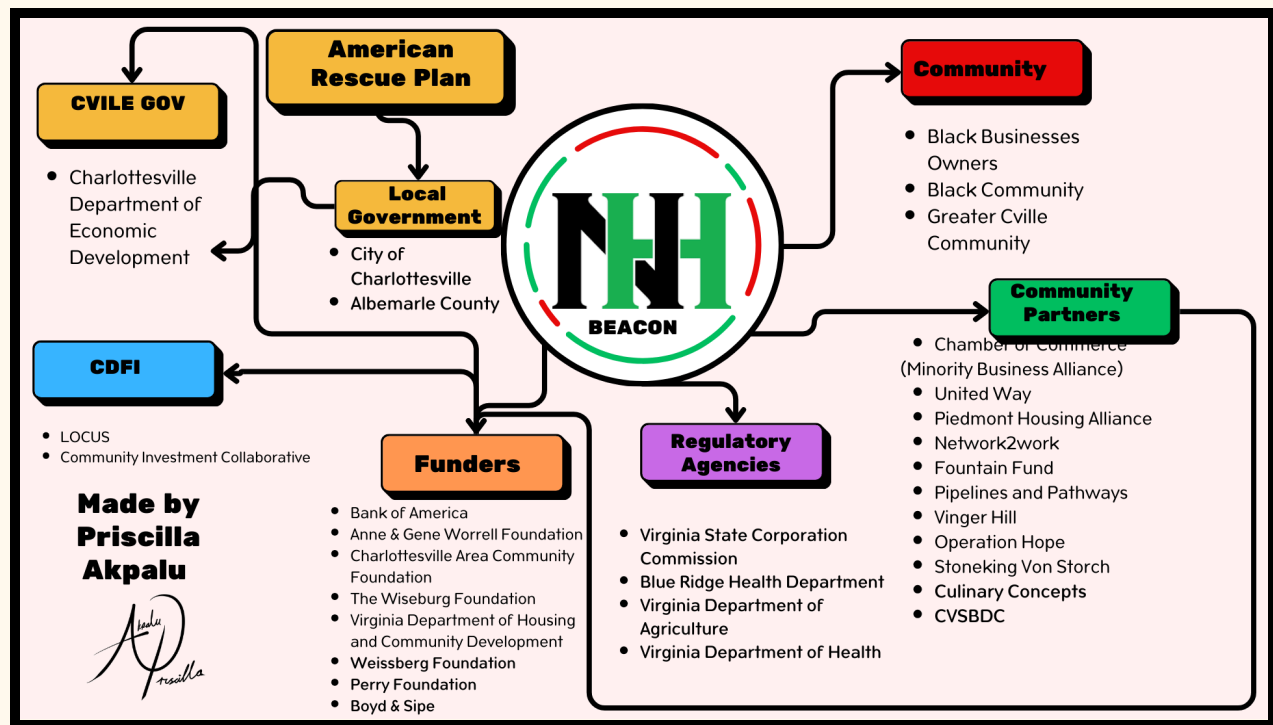 American
Rescue Plan
CVILE GOV
Charlottesville
Department of
Economic
Development
Local
Government
City of
Charlottesville
Albemarle County
NHH
BEACON
Community
Black Businesses
Owners
Black Community
Greater Cville
Community
Community
Partners
Chamber of Commerce
(Minority Business Alliance)
United Way
Piedmont Housing Alliance
Network2work
Fountain Fund
Pipelines and Pathways
Vinger Hill
Operation Hope
Stoneking Von Storch
Culinary Concepts
CVSBDC
CDFI
LOCUS
Community Investment Collaborative
Funders
Bank of America
Anne & Gene Worrell Foundation
Charlottesville Area Community
Foundation
The Wiseburg Foundation
Virginia Department of Housing
and Community Development
Weissberg Foundation
Perry Foundation
Boyd & Sipe
Regulatory
Agencies
Virginia State Corporation
Commission
Blue Ridge Health Department
Virginia Department of
Agriculture
Virginia Department of Health
Made by
Priscilla
Akpalu
Akpalu
Priscilla